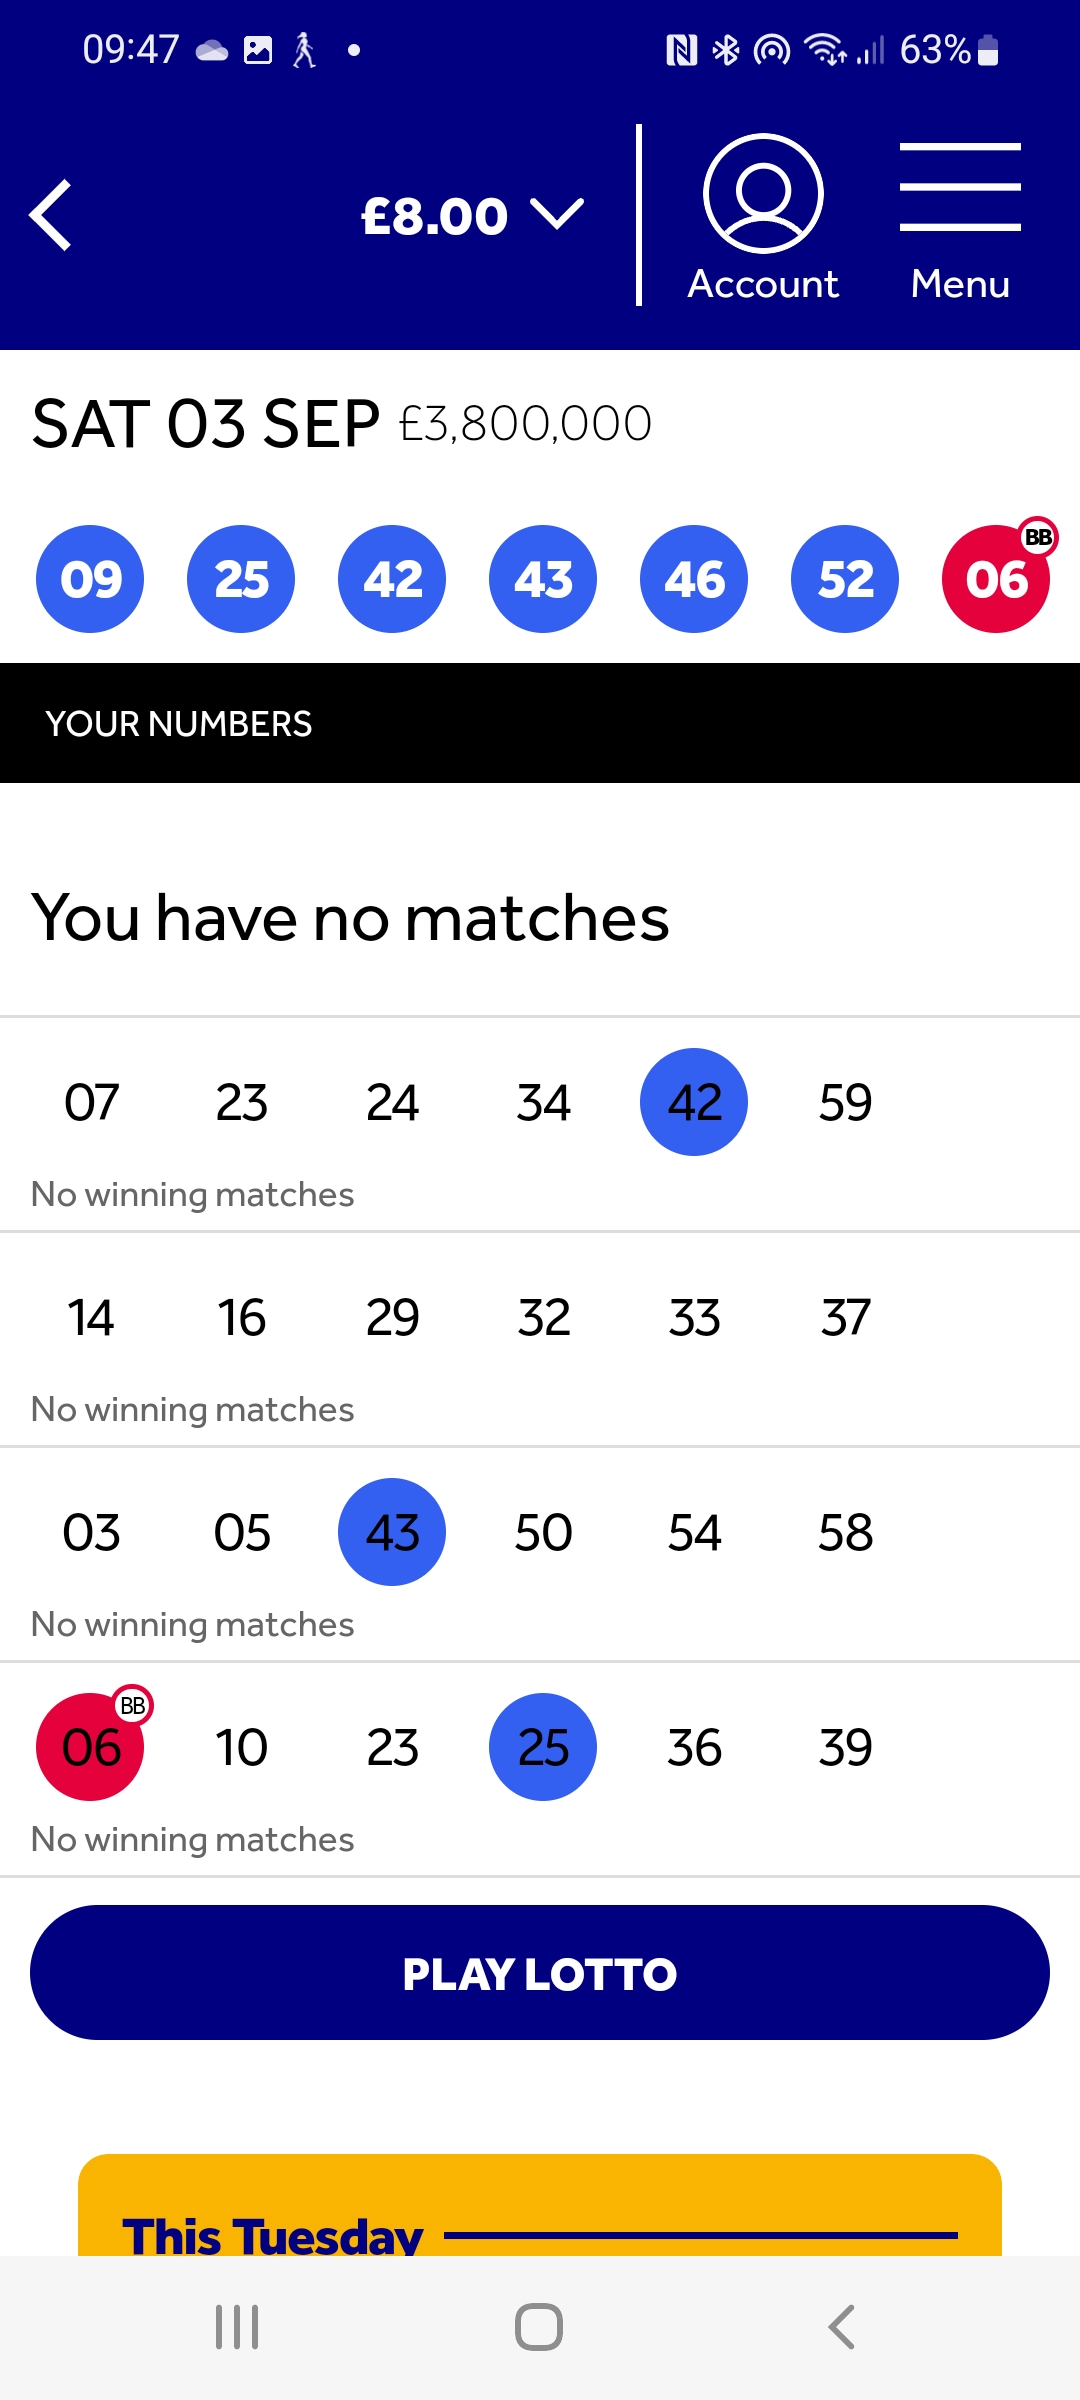 09:47 63%
£8.00
Account Menu
SAT 03 SEP £3,800,000
BB
09 25 42 43 46 52 06
YOUR NUMBERS
You have no matches
07 23 24 34 42 59
No winning matches
14 16 29 32 33 37
No winning matches
03 05 43 50 54 58
No winning matches
BB
06 10 23 25 36 39
No winning matches
PLAY LOTTO
This Tuesday